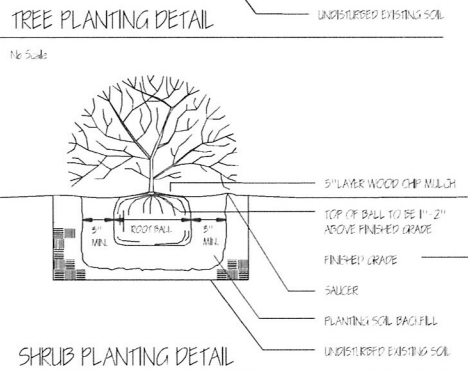 UNDISTURBED EXISTING SOIL
TREE PLANTING DETAIL
No Scale
3" LAYER WOOD CHIP MULCH
TOP OF BALL TO BE 1"-2"
ABOVE FINISHED GRADE
3"
MIN.
ROOT BALL
3"
MIN.
FINISHED GRADE
SAUCER
PLANTING SOIL BACKFILL
UNDISTURBED EXISTING SOIL
SHRUB PLANTING DETAIL